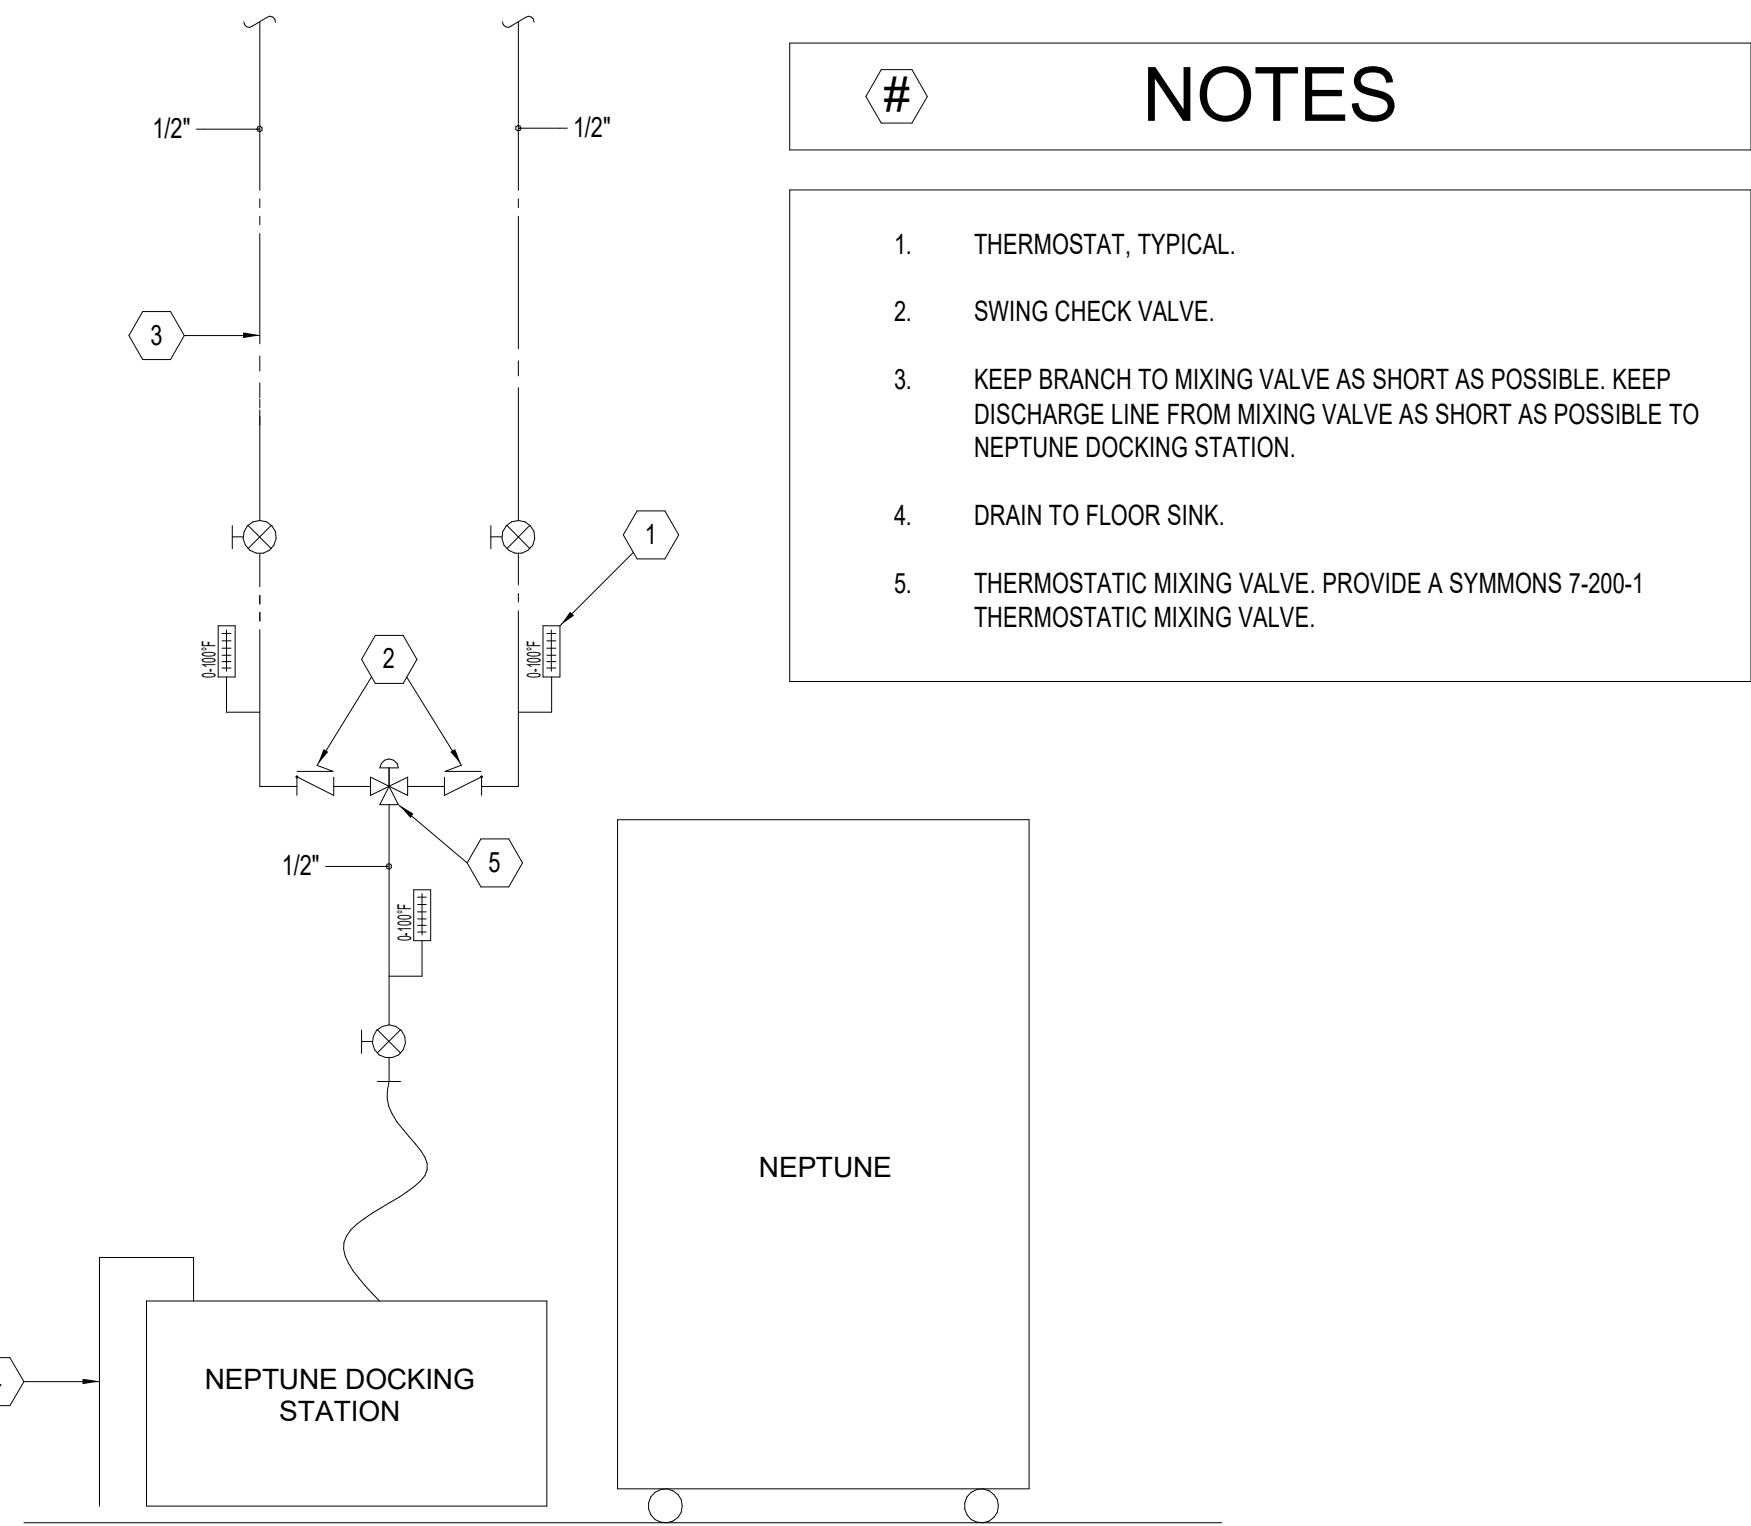 # NOTES
1/2" 1/2"
1. THERMOSTAT, TYPICAL.
2. SWING CHECK VALVE.
3. KEEP BRANCH TO MIXING VALVE AS SHORT AS POSSIBLE. KEEP
DISCHARGE LINE FROM MIXING VALVE AS SHORT AS POSSIBLE TO
NEPTUNE DOCKING STATION.
4. DRAIN TO FLOOR SINK.
5. THERMOSTATIC MIXING VALVE. PROVIDE A SYMMONS 7-200-1
THERMOSTATIC MIXING VALVE.
3
1
0-100°F
0-100°F
2
5
1/2"
0-100°F
NEPTUNE
NEPTUNE DOCKING
STATION